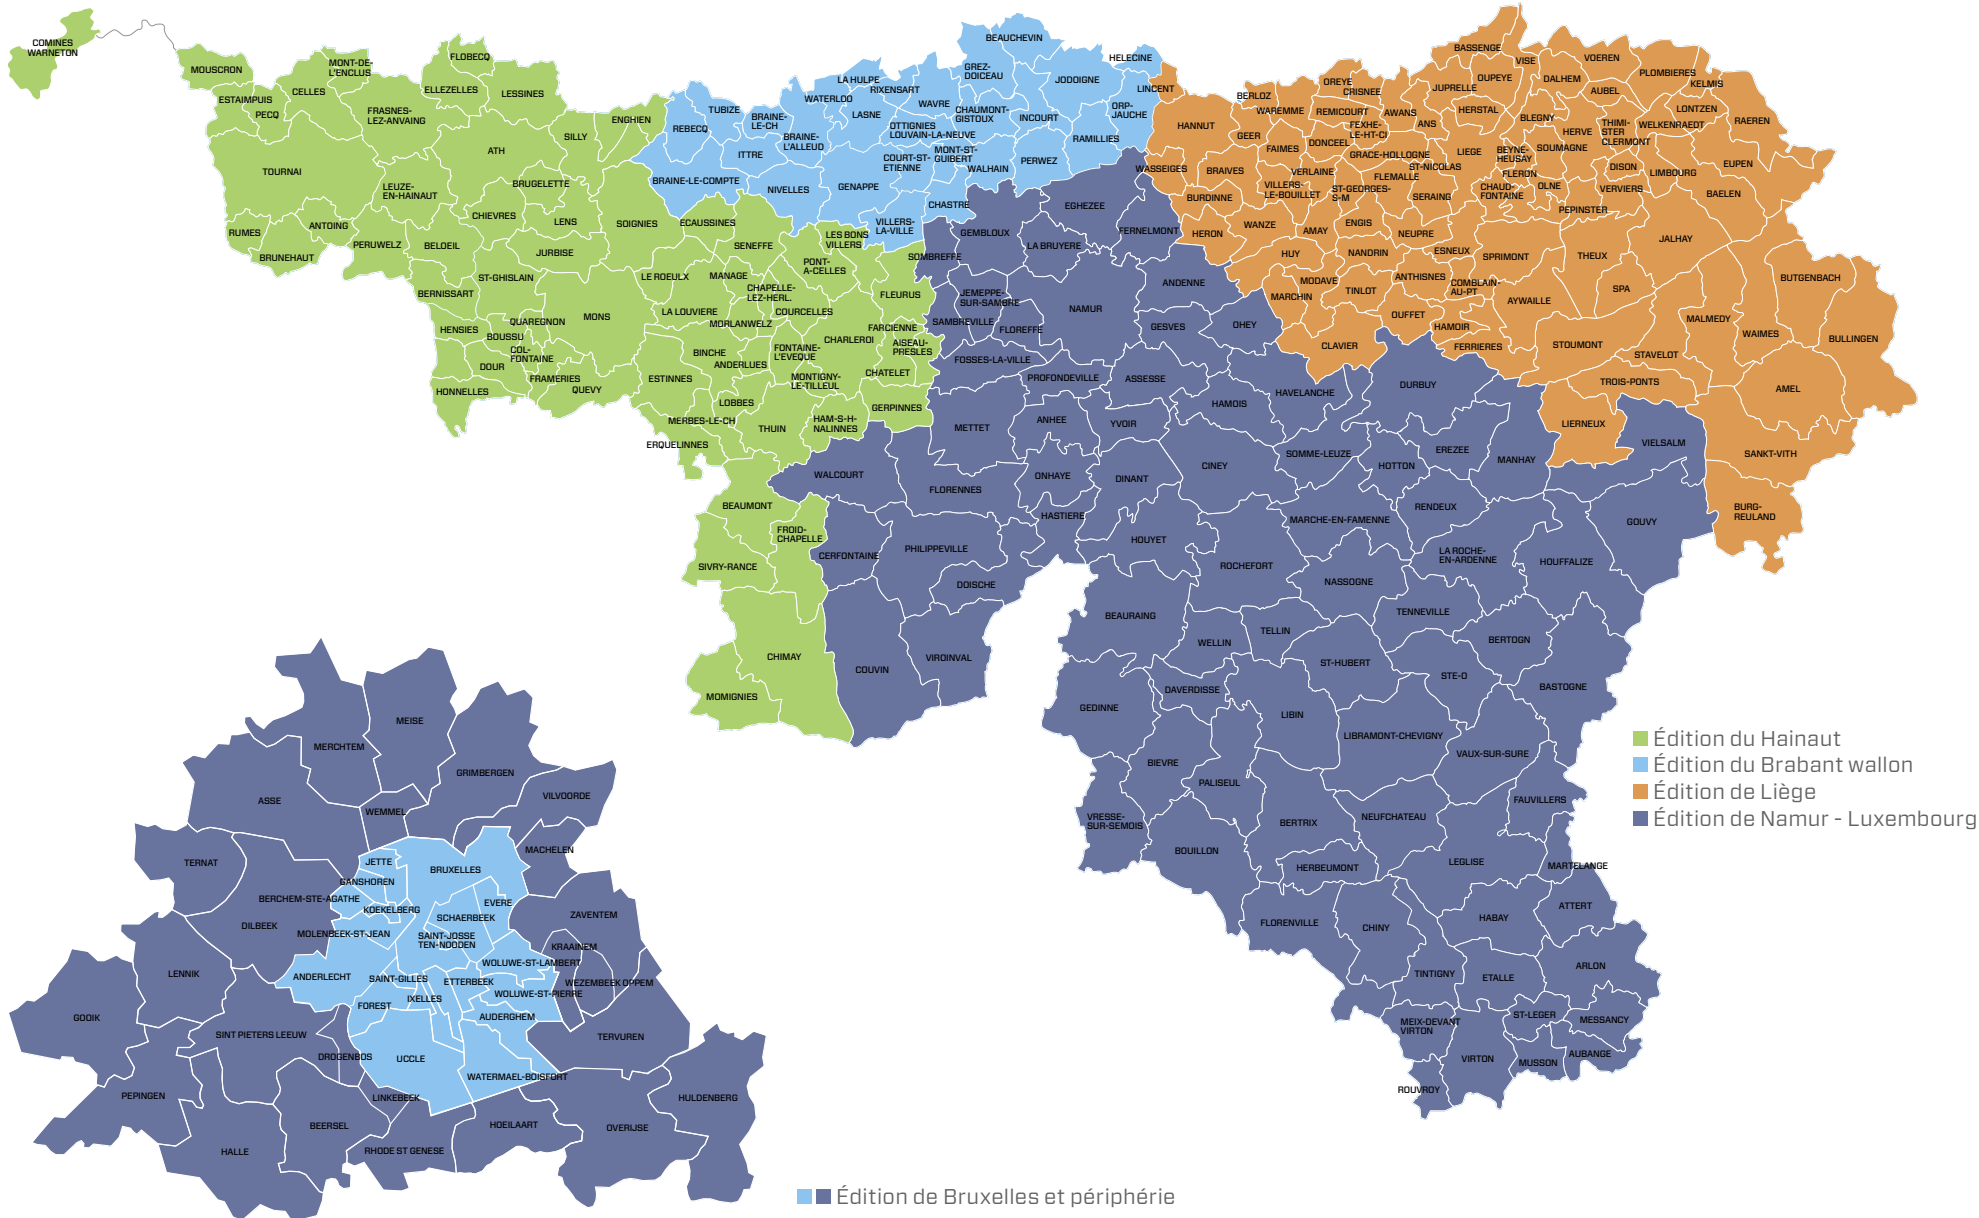 COMINES
WARNETON
MOUSCRON
ESTAIMPUIS
PECQ
CELLES
MONT-DE-
L'ENCLUS
FLOBECQ
ELLEZELLES
LESSINES
FRASNES-
LEZ-ANVAING
ATH
SILLY
ENGHIEN
TOURNAI
LEUZE-
EN-HAINAUT
BRUGELETTE
CHIEVRES
LENS
SOIGNIES
ECAUSSINES
RUMES
ANTOING
BRUNEHAUT
PERUWELZ
BELOEIL
JURBISE
SENEFFE
LES BONS
VILLERS
PONT-
A-CELLES
ST-GHISLAIN
BERNISSART
LE ROEULX
MANAGE
CHAPELLE-
LEZ-HERL.
COURCELLES
FLEURUS
LA LOUVIERE
MORLANWELZ
HENSIES
QUAREGNON
BOUSSU
MONS
COL-
FONTAINE
DOUR
FRAMERIES
QUEVY
HONNELLES
BINCHE
ANDERLUES
FONTAINE-
L'EVEQUE
CHARLEROI
FARCIENNE
AISEAU-
PRESLES
CHATELET
ESTINNES
MONTIGNY-
LE-TILLEUL
LOBBES
MERBES-LE-CH
THUIN
HAM-S-H-
NALINNES
GERPINNES
ERQUELINNES
BEAUMONT
FROID-
CHAPELLE
SIVRY-RANCE
CHIMAY
MOMIGNIES
REBECQ
TUBIZE
BRAINE-
LE-CH
ITTRE
BRAINE-
L'ALLEUD
WATERLOO
LA HULPE
RIXENSART
LASNE
WAVRE
GREZ-
DOICEAU
BEAUCHEVIN
JODOIGNE
HELECINE
ORP-
JAUCHE
OTTIGNIES
LOUVAIN-LA-NEUVE
CHAUMONT-
GISTOUX
INCOURT
RAMILLIES
COURT-ST-
ETIENNE
MONT-ST-
GUIBERT
WALHAIN
PERWEZ
BRAINE-LE-COMPTE
NIVELLES
GENAPPE
CHASTRE
VILLERS-
LA-VILLE
LINCENT
HANNUT
WASSEIGES
BERLOZ
WAREMME
GEER
FAIMES
OREYE
CRISNEE
REMICOURT
FEXHE-
LE-HT-CL
DONCEEL
AWANS
ANS
JUPRELLE
BASSENGE
OUPEYE
HERSTAL
VISE
DALHEM
VOEREN
AUBEL
PLOMBIERES
KELMIS
LONTZEN
RAEREN
BLEGNY
HERVE
THIMI-
STER
CLERMONT
WELKENRAEDT
GRACE-HOLLOGNE
ST-NICOLAS
LIEGE
BEYNE-
HEUSAY
FLERON
SOUMAGNE
DISON
LIMBOURG
EUPEN
BRAIVES
VERLAINE
VILLERS-
LE-BOUILLET
ST-GEORGES-
S-M
FLEMALLE
SERAING
CHAUD-
FONTAINE
OLNE
VERVIERS
PEPINSTER
BAELEN
BURDINNE
HERON
WANZE
AMAY
ENGIS
NEUPRE
HUY
NANDRIN
ESNEUX
SPRIMONT
THEUX
JALHAY
MARCHIN
MODAVE
TINLOT
ANTHISNES
COMBLAIN-
AU-PT
AYWAILLE
SPA
BUTGENBACH
OUFFET
HAMOIR
FERRIERES
CLAVIER
STOUMONT
MALMEDY
WAIMES
BULLINGEN
STAVELOT
TROIS-PONTS
AMEL
LIERNEUX
SANKT-VITH
BURG-
REULAND
EGHEZEE
GEMBLOUX
LA BRUYERE
FERNELMONT
SOMBREFFE
JEMEPPE-
SUR-SAMBRE
SAMBREVILLE
FLOREFFE
NAMUR
ANDENNE
GESVES
OHEY
FOSSES-LA-VILLE
PROFONDEVILLE
ASSESSE
HAMOIS
HAVELANCHE
DURBUY
METTET
ANHEE
YVOIR
CINEY
SOMME-LEUZE
HOTTON
EREZEE
MANHAY
VIELSALM
WALCOURT
FLORENNES
ONHAYE
DINANT
HASTIERE
MARCHE-EN-FAMENNE
RENDEUX
GOUVY
CERFONTAINE
PHILIPPEVILLE
DOISCHE
HOUYET
ROCHEFORT
NASSOGNE
LA ROCHE-
EN-ARDENNE
HOUFFALIZE
COUVIN
VIROINVAL
BEAURAING
WELLIN
TELLIN
TENNEVILLE
BERTOGN
ST-HUBERT
STE-O
BASTOGNE
GEDINNE
DAVERDISSE
LIBIN
LIBRAMONT-CHEVIGNY
VAUX-SUR-SURE
BIEVRE
PALISEUL
FAUVILLERS
VRESSE-
SUR-SEMOIS
BOUILLON
BERTRIX
NEUFCHATEAU
HERBEUMONT
LEGLISE
MARTELANGE
FLORENVILLE
CHINY
HABAY
ATTERT
TINTIGNY
ETALLE
ARLON
MEIX-DEVANT
VIRTON
ST-LEGER
MESSANCY
VIRTON
MUSSON
AUBANGE
ROUVROY
Édition du Hainaut
Édition du Brabant wallon
Édition de Liège
Édition de Namur - Luxembourg
MERCHTEM
MEISE
GRIMBERGEN
ASSE
WEMMEL
VILVOORDE
MACHELEN
TERNAT
JETTE
BRUXELLES
GANSHOREN
BERCHEM-STE-AGATHE
KOEKELBERG
EVERE
SCHAERBEEK
ZAVENTEM
DILBEEK
MOLENBEEK-ST-JEAN
SAINT-JOSSE
TEN-NOODEN
KRAAINEM
WOLUWE-ST-LAMBERT
LENNIK
ANDERLECHT
SAINT-GILLES
ETTERBEEK
WEZEMBEEK OPPEM
WOLUWE-ST-PIERRE
FOREST
IXELLES
AUDERGHEM
GOOIK
SINT PIETERS LEEUW
DROGENBOS
UCCLE
TERVUREN
WATERMAEL-BOISFORT
PEPINGEN
LINKEBEEK
HULDENBERG
BEERSEL
HOEILAART
OVERIJSE
HALLE
RHODE ST GENESE
Édition de Bruxelles et périphérie